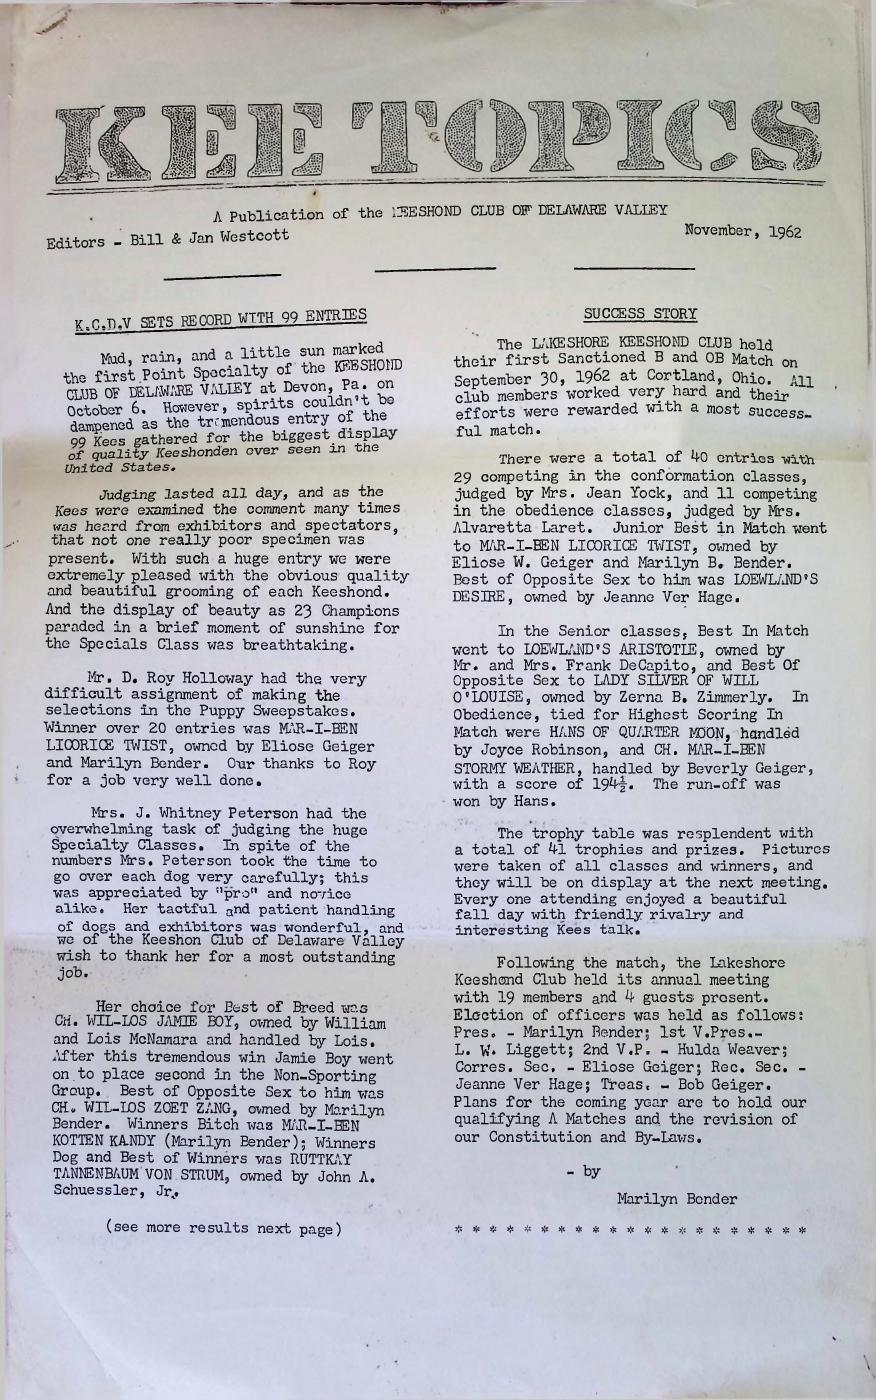 KEE TOPICS
A Publication of the KEESHOND CLUB OF DELAWARE VALLEY
Editors - Bill & Jan Westcott
November, 1962
K.C.D.V SETS RECORD WITH 99 ENTRIES
Mud, rain, and a little sun marked
the first Point Specialty of the KEESHOND
CLUB OF DELAWARE VALLEY at Devon, Pa. on
October 6. However, spirits couldn't be
dampened as the tremendous entry of the
99 Kees gathered for the biggest display
of quality Keeshonden ever seen in the
United States.
Judging lasted all day, and as the
Kees were examined the comment many times
was heard from exhibitors and spectators,
that not one really poor specimen was
present. With such a huge entry we were
extremely pleased with the obvious quality
and beautiful grooming of each Keeshond.
And the display of beauty as 23 Champions
paraded in a brief moment of sunshine for
the Specials Class was breathtaking.
Mr. D. Roy Holloway had the very
difficult assignment of making the
selections in the Puppy Sweepstakes.
Winner over 20 entries was MAR-I-BEN
LICORICE TWIST, owned by Eliose Geiger
and Marilyn Bender. Our thanks to Roy
for a job very well done.
Mrs. J. Whitney Peterson had the
overwhelming task of judging the huge
Specialty Classes. In spite of the
numbers Mrs. Peterson took the time to
go over each dog very carefully; this
was appreciated by "pro" and novice
alike. Her tactful and patient handling
of dogs and exhibitors was wonderful, and
we of the Keeshon Club of Delaware Valley
wish to thank her for a most outstanding
job.
Her choice for Best of Breed was
CH. WIL-LOS JAMIE BOY, owned by William
and Lois McNamara and handled by Lois.
After this tremendous win Jamie Boy went
on to place second in the Non-Sporting
Group. Best of Opposite Sex to him was
CH. WIL-LOS ZOET ZANG, owned by Marilyn
Bender. Winners Bitch was MAR-I-BEN
KOTTEN KANDY (Marilyn Bender); Winners
Dog and Best of Winners was RUTTKAY
TANNENBAUM VON STRUM, owned by John A.
Schuessler, Jr.
(see more results next page)
SUCCESS STORY
The LAKESHORE KEESHOND CLUB held
their first Sanctioned B and OB Match on
September 30, 1962 at Cortland, Ohio. All
club members worked very hard and their
efforts were rewarded with a most success-
ful match.
There were a total of 40 entries with
29 competing in the conformation classes,
judged by Mrs. Jean Yock, and 11 competing
in the obedience classes, judged by Mrs.
Alvaretta Laret. Junior Best in Match went
to MAR-I-BEN LICORICE TWIST, owned by
Eliose W. Geiger and Marilyn B. Bender.
Best of Opposite Sex to him was LOEWLAND'S
DESIRE, owned by Jeanne Ver Hage.
In the Senior classes, Best In Match
went to LOEWLAND'S ARISTOTLE, owned by
Mr. and Mrs. Frank DeCapito, and Best Of
Opposite Sex to LADY SILVER OF WILL
O'LOUISE, owned by Zerna B. Zimmerly. In
Obedience, tied for Highest Scoring In
Match were HANS OF QUARTER MOON, handled
by Joyce Robinson, and CH. MAR-I-BEN
STORMY WEATHER, handled by Beverly Geiger,
with a score of 194½. The run-off was
won by Hans.
The trophy table was resplendent with
a total of 41 trophies and prizes. Pictures
were taken of all classes and winners, and
they will be on display at the next meeting.
Every one attending enjoyed a beautiful
fall day with friendly rivalry and
interesting Kees talk.
Following the match, the Lakeshore
Keeshond Club held its annual meeting
with 19 members and 4 guests present.
Election of officers was held as follows:
Pres. - Marilyn Bender; 1st V.Pres.-
L. W. Liggett; 2nd V.P. - Hulda Weaver;
Corres. Sec. - Eliose Geiger; Rec. Sec. -
Jeanne Ver Hage; Treas. - Bob Geiger.
Plans for the coming year are to hold our
qualifying A Matches and the revision of
our Constitution and By-Laws.
- by
Marilyn Bender
* * * * * * * * * * * * * * * * * * * * *